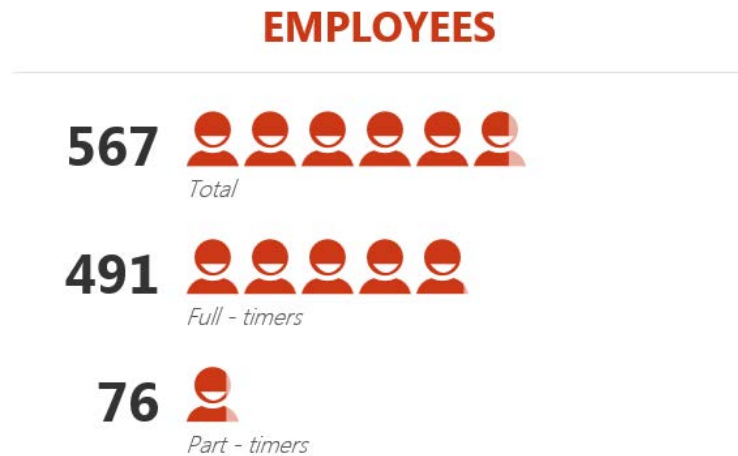 EMPLOYEES
567
Total
491
Full - timers
76
Part - timers